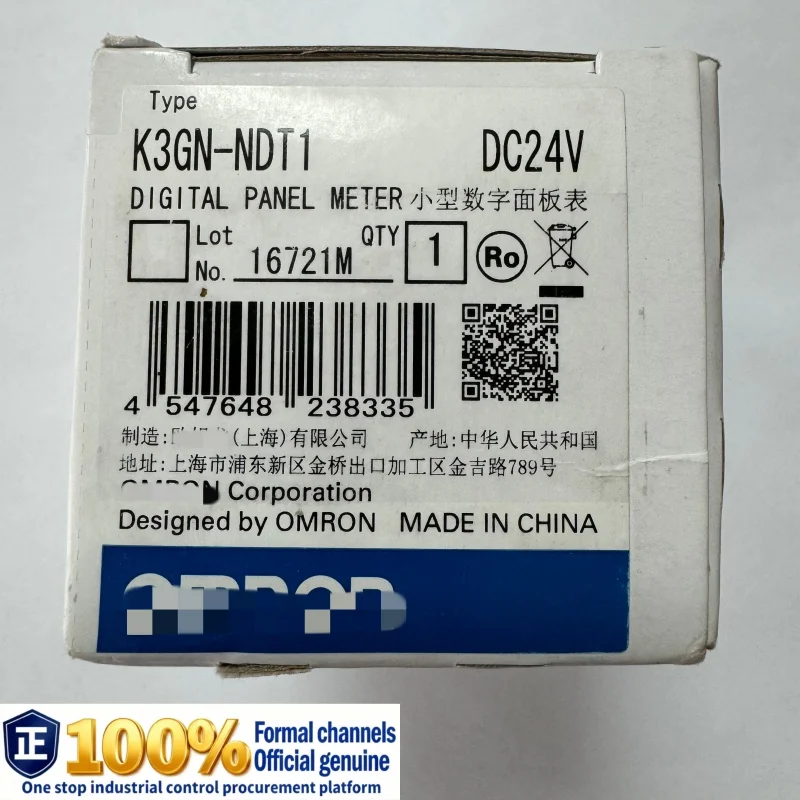 Type
K3GN-NDT1 DC24V
DIGITAL PANEL METER 小型数字面板表
Lot No. 16721M QTY 1 Ro
4 547648 238335
制造: (上海)有限公司 产地:中华人民共和国
地址:上海市浦东新区金桥出口加工区金吉路789号
Corporation
Designed by OMRON MADE IN CHINA
正 100% Formal channels
Official genuine
One stop industrial control procurement platform